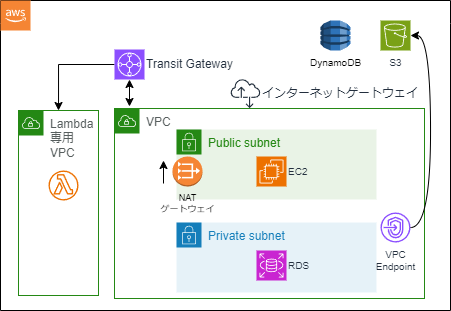 aws
DynamoDB
S3
Transit Gateway
インターネットゲートウェイ
Lambda
専用
VPC
VPC
Public subnet
EC2
NAT
ゲートウェイ
Private subnet
RDS
VPC
Endpoint